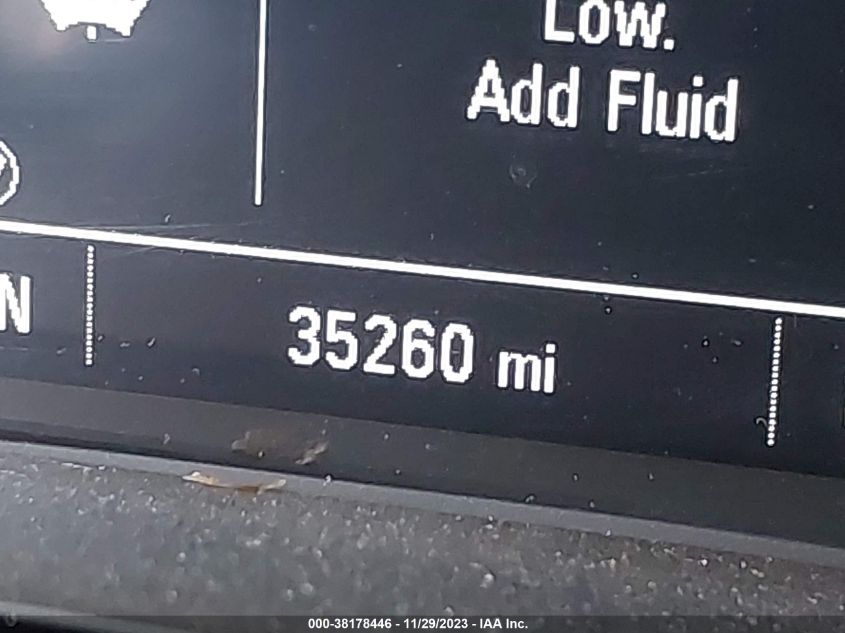 Low.
Add Fluid
N
35260 mi
000-38178446 - 11/29/2023 - IAA Inc.